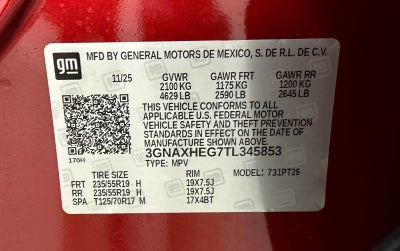 gm
MFD BY GENERAL MOTORS DE MEXICO, S. DE R.L. DE C.V.
11/25 GVWR GAWR FRT GAWR RR
2100 KG 1175 KG 1200 KG
4629 LB 2590 LB 2645 LB
THIS VEHICLE CONFORMS TO ALL
APPLICABLE U.S. FEDERAL MOTOR
VEHICLE SAFETY, BUMPER, AND THEFT
PREVENTION STANDARDS IN EFFECT ON
THE DATE OF MANUFACTURE SHOWN ABOVE.
3GNAXHEG7TL345853
170H TYPE: MPV MODEL: 731PT26
TIRE SIZE RIM
FRT 235/55R19 H 19X7.5J
RR 235/55R19 H 19X7.5J
SPA T125/70R17 M 17X4BT